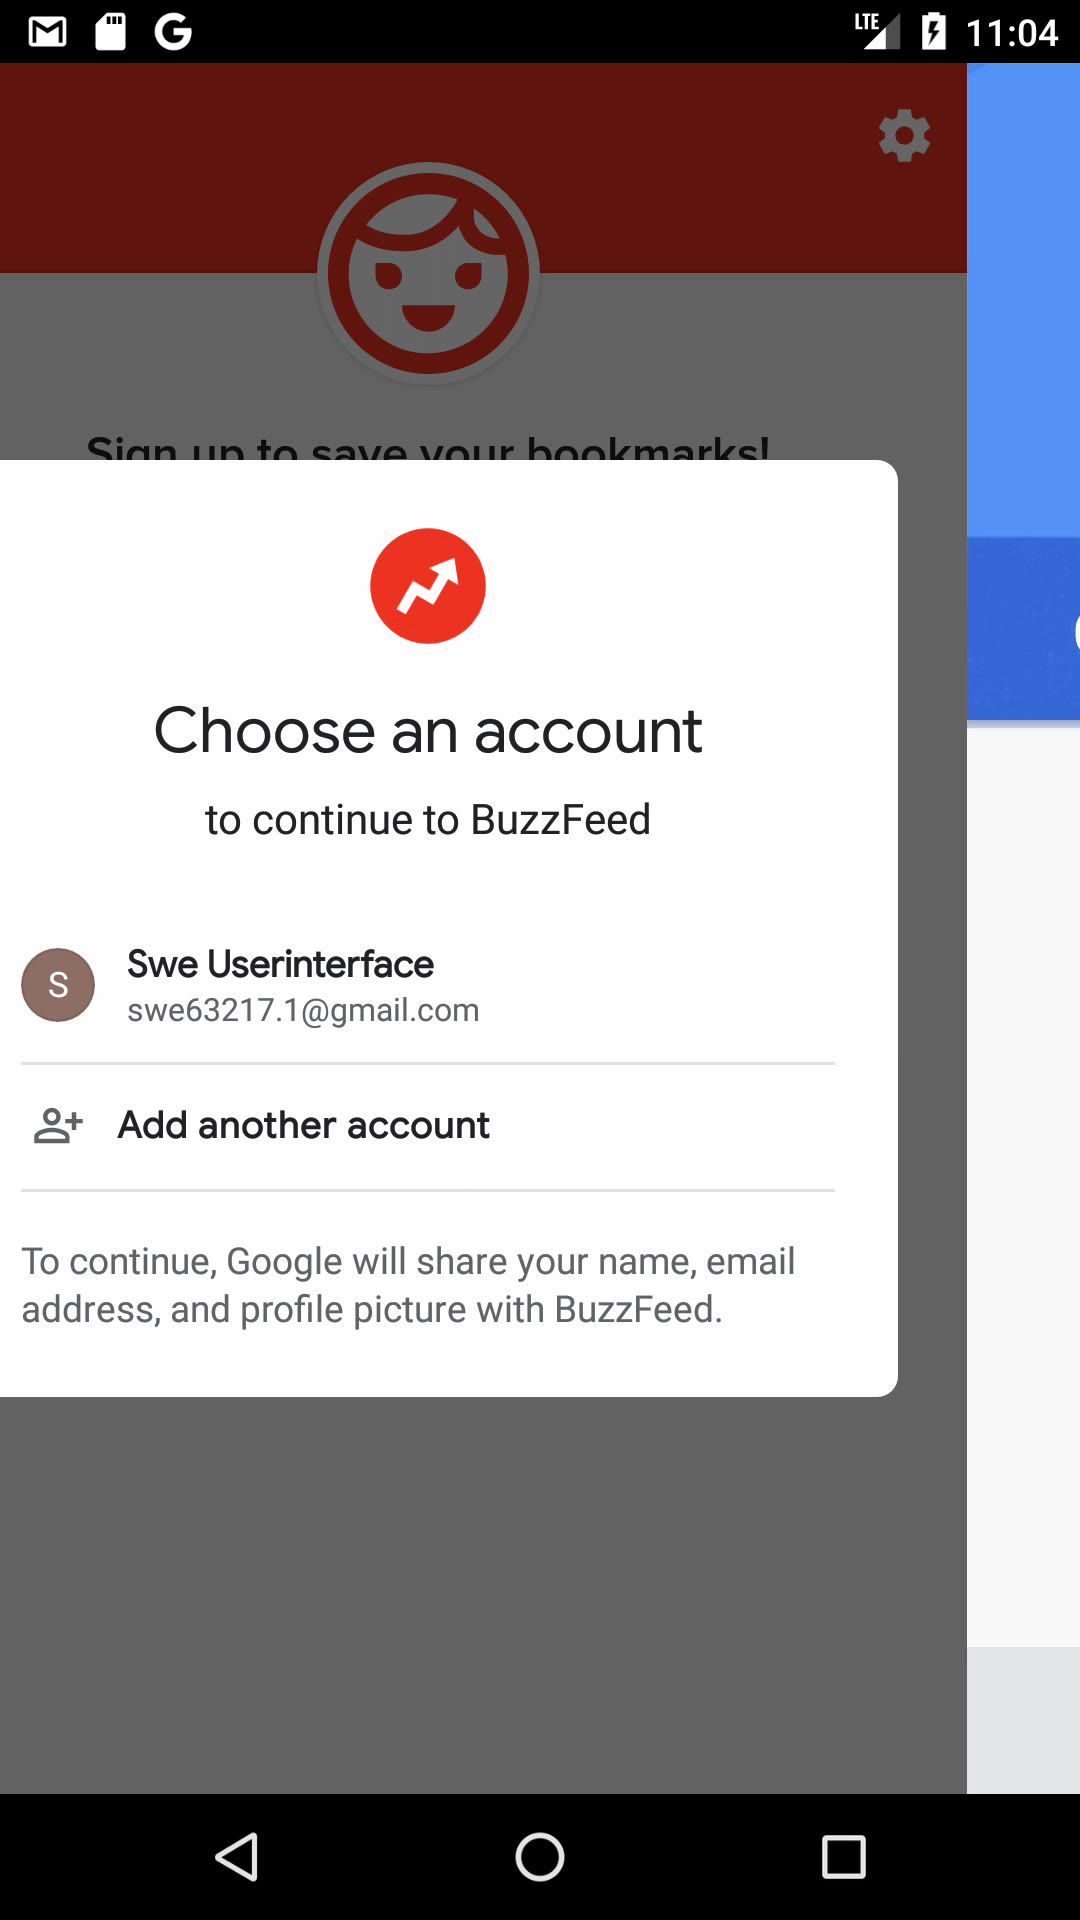 LTE 11:04
Sign up to save your bookmarks!
Choose an account
to continue to BuzzFeed
S
Swe Userinterface
swe63217.1@gmail.com
Add another account
To continue, Google will share your name, email
address, and profile picture with BuzzFeed.